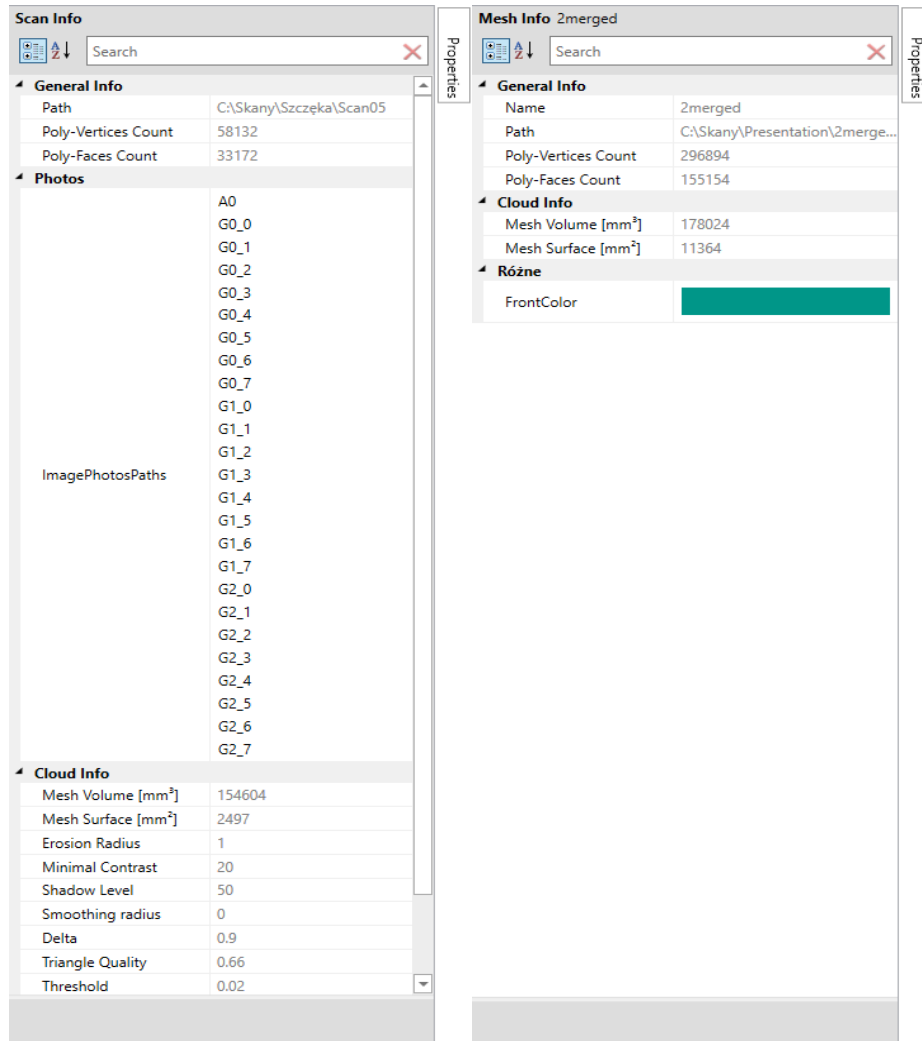 Scan Info
Search
General Info
Path C:\Skany\Szczęka\Scan05
Poly-Vertices Count 58132
Poly-Faces Count 33172
Photos
ImagePhotosPaths
A0
G0_0
G0_1
G0_2
G0_3
G0_4
G0_5
G0_6
G0_7
G1_0
G1_1
G1_2
G1_3
G1_4
G1_5
G1_6
G1_7
G2_0
G2_1
G2_2
G2_3
G2_4
G2_5
G2_6
G2_7
Cloud Info
Mesh Volume [mm³] 154604
Mesh Surface [mm²] 2497
Erosion Radius 1
Minimal Contrast 20
Shadow Level 50
Smoothing radius 0
Delta 0.9
Triangle Quality 0.66
Threshold 0.02
Properties
Mesh Info 2merged
Search
General Info
Name 2merged
Path C:\Skany\Presentation\2merge...
Poly-Vertices Count 296894
Poly-Faces Count 155154
Cloud Info
Mesh Volume [mm³] 178024
Mesh Surface [mm²] 11364
Różne
FrontColor
Properties